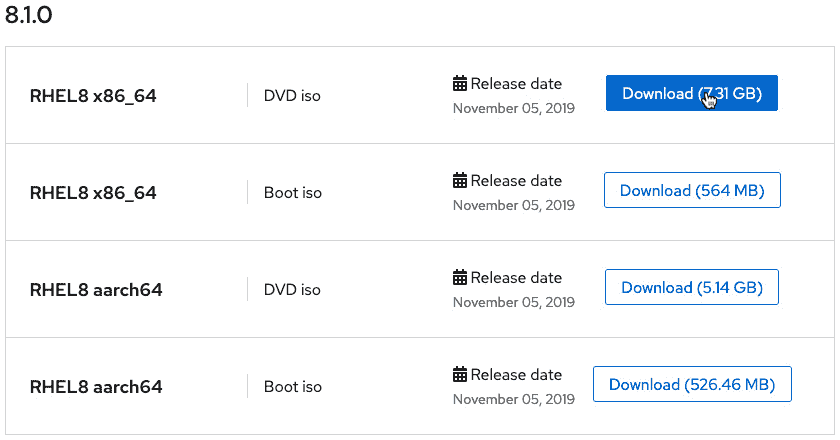 8.1.0
RHEL8 x86_64
DVD iso
Release date
November 05, 2019
Download (7.31 GB)
RHEL8 x86_64
Boot iso
Release date
November 05, 2019
Download (564 MB)
RHEL8 aarch64
DVD iso
Release date
November 05, 2019
Download (5.14 GB)
RHEL8 aarch64
Boot iso
Release date
November 05, 2019
Download (526.46 MB)